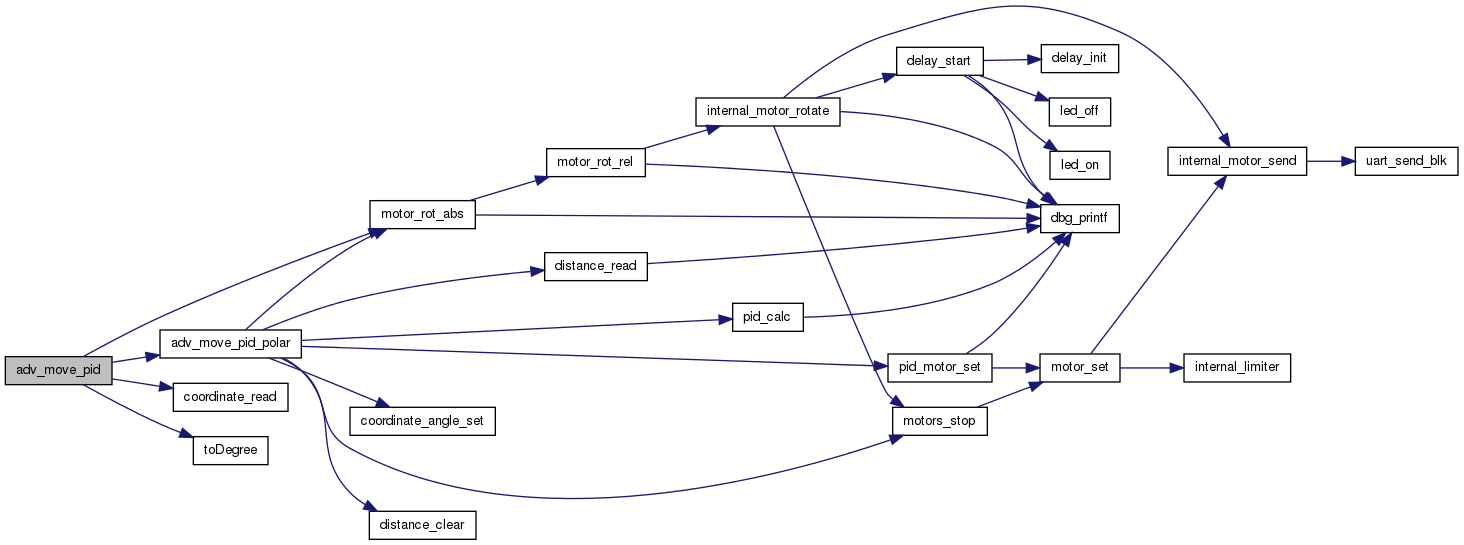 delay_start
delay_init
internal_motor_rotate
led_off
motor_rot_rel
led_on
internal_motor_send
uart_send_blk
motor_rot_abs
dbg_printf
distance_read
pid_calc
adv_move_pid_polar
adv_move_pid
pid_motor_set
motor_set
internal_limiter
coordinate_read
coordinate_angle_set
motors_stop
toDegree
distance_clear